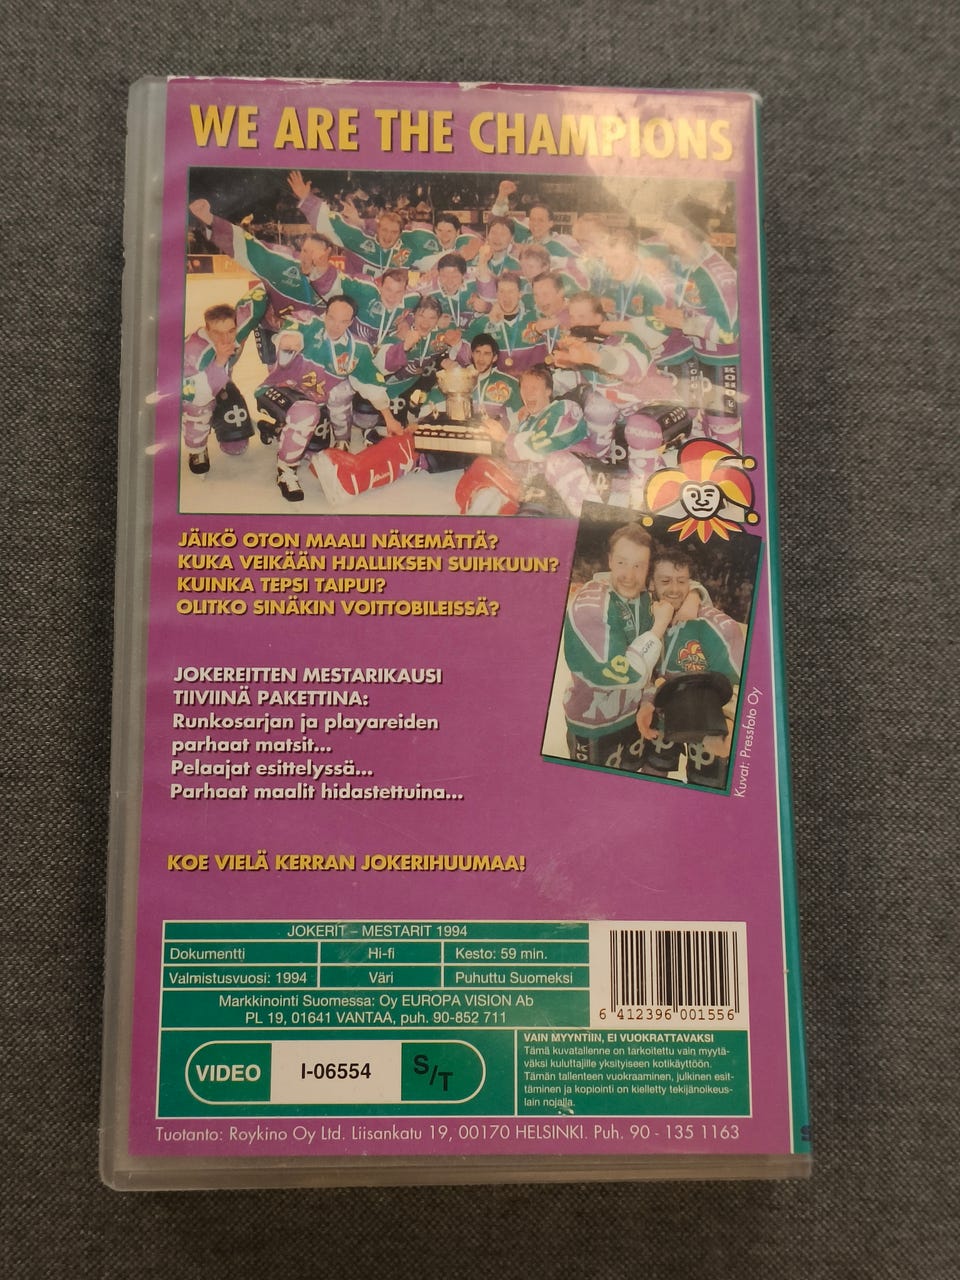 WE ARE THE CHAMPIONS
KOHO
JÄIKÖ OTON MAALI NÄKEMÄTTÄ?
KUKA VEIKÄÄN HJALLIKSEN SUIHKUUN?
KUINKA TEPSI TAIPUI?
OLITKO SINÄKIN VOITTOBILEISSÄ?
JOKEREITTEN MESTARIKAUSI
TIIVIINÄ PAKETTINA:
Runkosarjan ja playareiden
parhaat matsit...
Pelaajat esittelyssä...
Parhaat maalit hidastettuina...
Kuvat: Pressfoto Oy
KOE VIELÄ KERRAN JOKERIHUUMAA!
JOKERIT – MESTARIT 1994
Dokumentti Hi-fi Kesto: 59 min.
Valmistusvuosi: 1994 Väri Puhuttu Suomeksi
Markkinointi Suomessa: Oy EUROPA VISION Ab
PL 19, 01641 VANTAA, puh. 90-852 711
6 412396 001556
VIDEO I-06554 S/T
VAIN MYYNTIIN, EI VUOKRATTAVAKSI
Tämä kuvatallenne on tarkoitettu vain myytä-
väksi kuluttajille yksityiseen kotikäyttöön.
Tämän tallenteen vuokraaminen, julkinen esit-
täminen ja kopiointi on kielletty tekijänoikeus-
lain nojalla.
Tuotanto: Roykino Oy Ltd. Liisankatu 19, 00170 HELSINKI. Puh. 90 - 135 1163